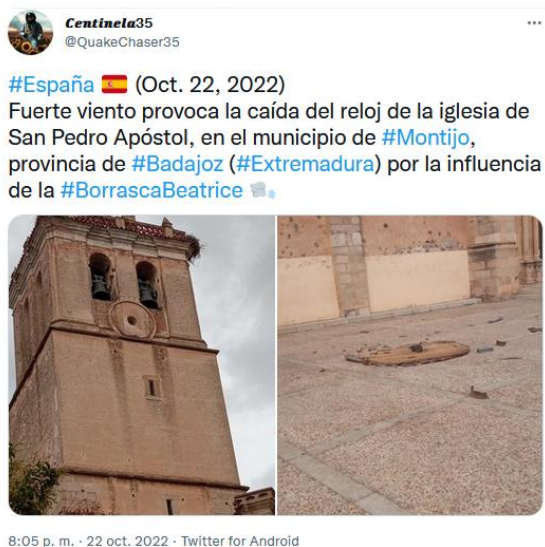 Centinela35
@QuakeChaser35
#España 🇪🇸 (Oct. 22, 2022)
Fuerte viento provoca la caída del reloj de la iglesia de
San Pedro Apóstol, en el municipio de #Montijo,
provincia de #Badajoz (#Extremadura) por la influencia
de la #BorrascaBeatrice 🌬️
8:05 p. m. · 22 oct. 2022 · Twitter for Android